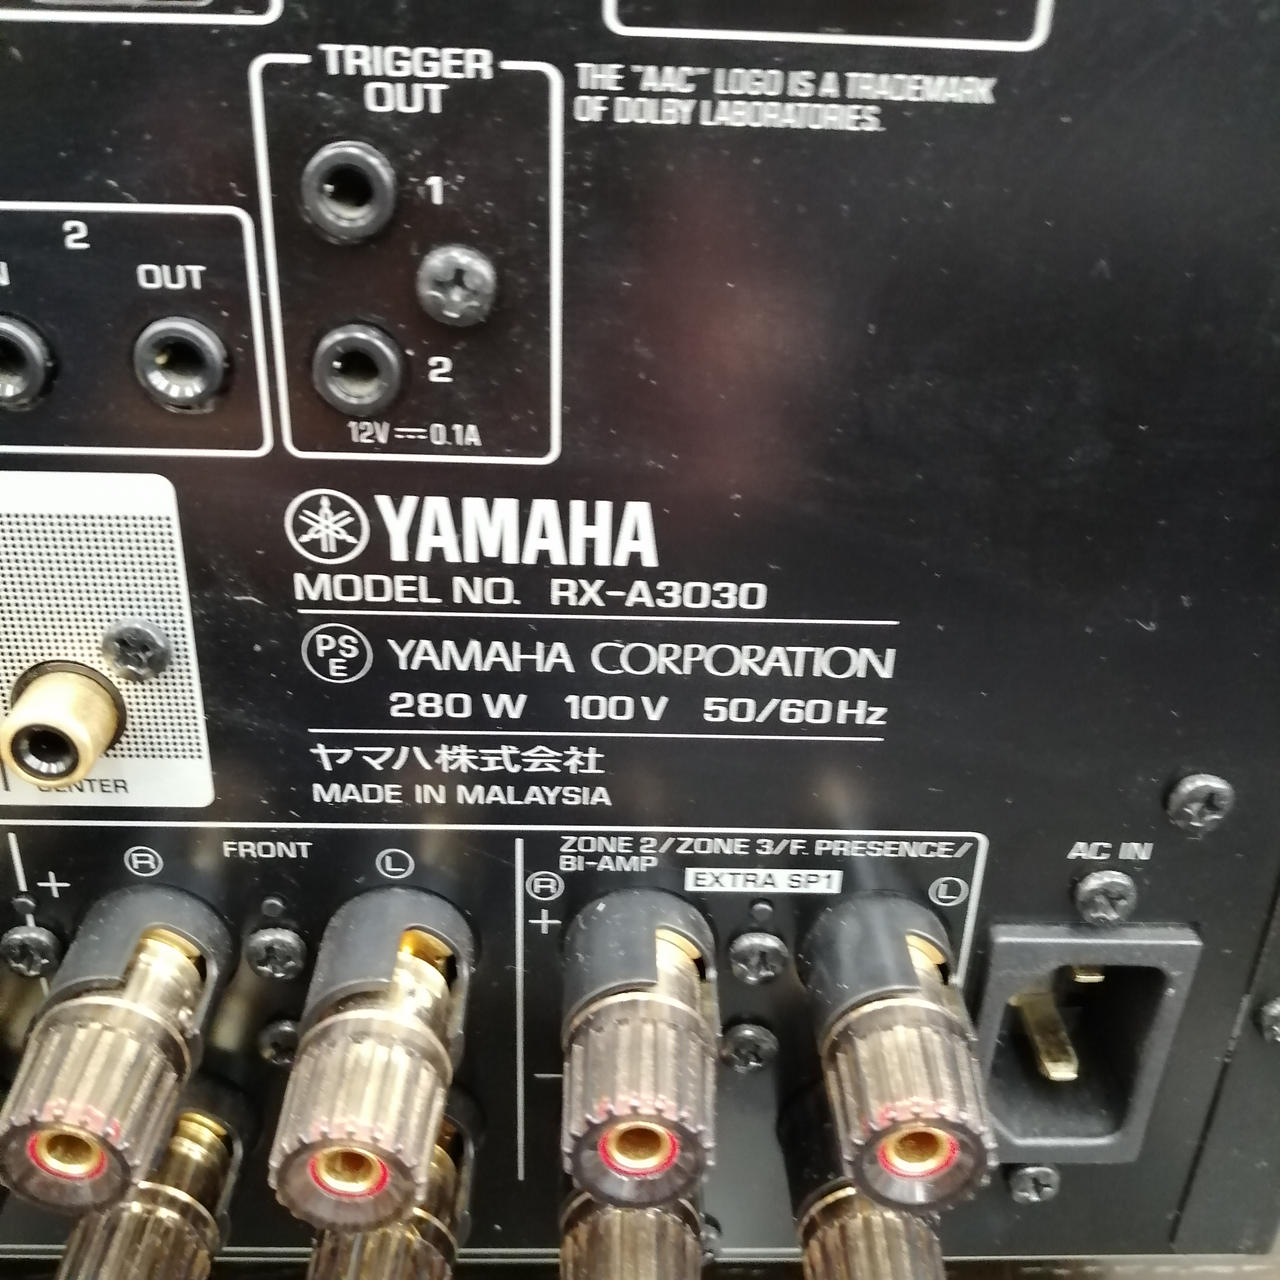 TRIGGER
OUT
THE "AAC" LOGO IS A TRADEMARK
OF DOLBY LABORATORIES.
1
2
OUT
2
12V ⎓ 0.1A
YAMAHA
MODEL NO. RX-A3030
PS
E
YAMAHA CORPORATION
280 W 100 V 50/60 Hz
ヤマハ株式会社
MADE IN MALAYSIA
CENTER
R FRONT L
+
ZONE 2/ZONE 3/F. PRESENCE/
BI-AMP
EXTRA SP1
R L
+
−
AC IN